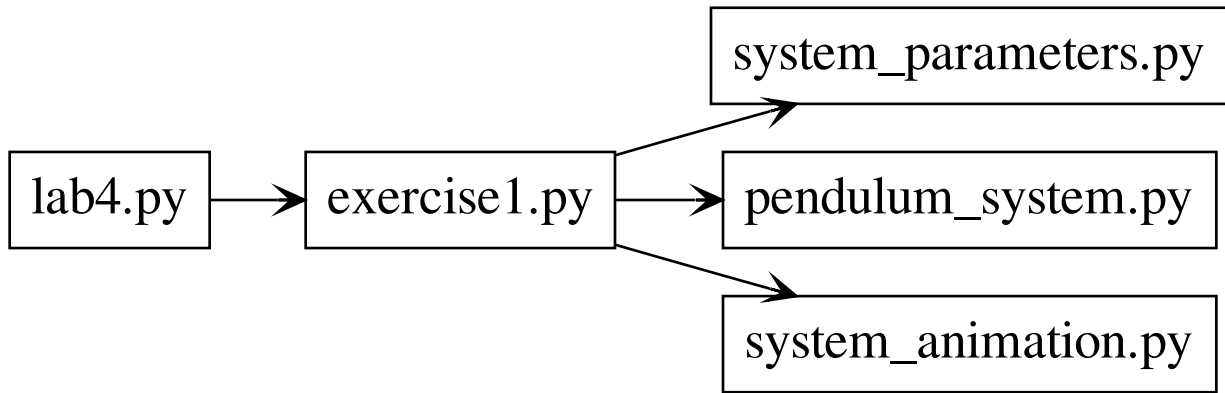 system_parameters.py
lab4.py
exercise1.py
pendulum_system.py
system_animation.py